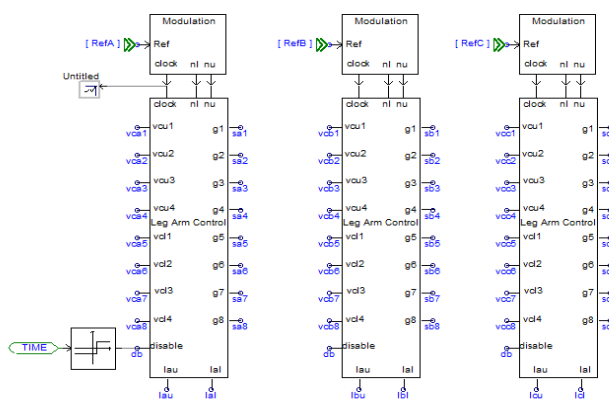 Modulation Modulation Modulation
[ RefA ] Ref [ RefB ] Ref [ RefC ] Ref
clock nl nu clock nl nu clock nl nu
Untitled
clock nl nu clock nl nu clock nl nu
vca1 vcu1 g1 sa1 vcb1 vcu1 g1 sb1 vcc1 vcu1 g1
vca2 vcu2 g2 sa2 vcb2 vcu2 g2 sb2 vcc2 vcu2 g2
vca3 vcu3 g3 sa3 vcb3 vcu3 g3 sb3 vcc3 vcu3 g3
vca4 vcu4 g4 sa4 vcb4 vcu4 g4 sb4 vcc4 vcu4 g4
Leg Arm Control Leg Arm Control Leg Arm Control
vca5 vcl1 g5 sa5 vcb5 vcl1 g5 sb5 vcc5 vcl1 g5
vca6 vcl2 g6 sa6 vcb6 vcl2 g6 sb6 vcc6 vcl2 g6
vca7 vcl3 g7 sa7 vcb7 vcl3 g7 sb7 vcc7 vcl3 g7
vca8 vcl4 g8 sa8 vcb8 vcl4 g8 sb8 vcc8 vcl4 g8
TIME db disable db disable db disable
Iau Ial Iau Ial Iau Ial
Iau Ial Ibu Ibl Icu Icl